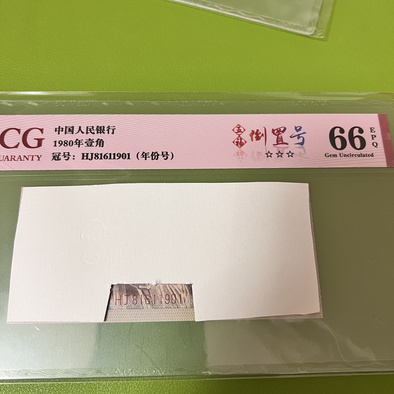 CG
UARANTY
中国人民银行
1980年壹角
冠号：HJ81611901（年份号）
倒置号
☆☆☆
66 EPQ
Gem Uncirculated
HJ81611901